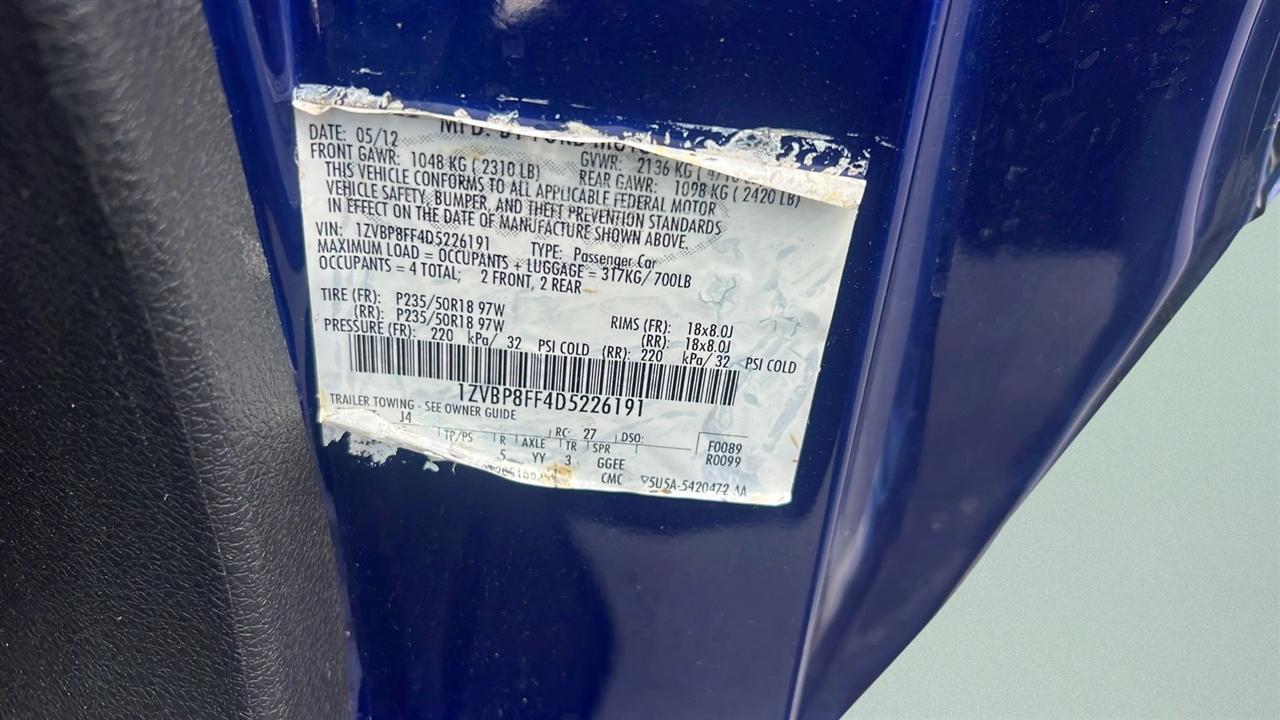 DATE: 05/12
FRONT GAWR: 1048 KG ( 2310 LB)
GVWR: 2136 KG
REAR GAWR: 1098 KG ( 2420 LB)
THIS VEHICLE CONFORMS TO ALL APPLICABLE FEDERAL MOTOR
VEHICLE SAFETY, BUMPER, AND THEFT PREVENTION STANDARDS
IN EFFECT ON THE DATE OF MANUFACTURE SHOWN ABOVE.
VIN: 1ZVBP8FF4D5226191 TYPE: Passenger Car
MAXIMUM LOAD = OCCUPANTS + LUGGAGE = 317KG/700LB
OCCUPANTS = 4 TOTAL; 2 FRONT, 2 REAR
TIRE (FR): P235/50R18 97W RIMS (FR): 18x8.0J
(RR): P235/50R18 97W (RR): 18x8.0J
PRESSURE (FR): 220 kPa/ 32 PSI COLD (RR): 220 kPa/ 32 PSI COLD
1ZVBP8FF4D5226191
TRAILER TOWING - SEE OWNER GUIDE
J4 RC: 27 DSO: F0089
TP/PS R AXLE TR SPR R0099
5 YY 3 GGEE
CMC 5U5A-5420472